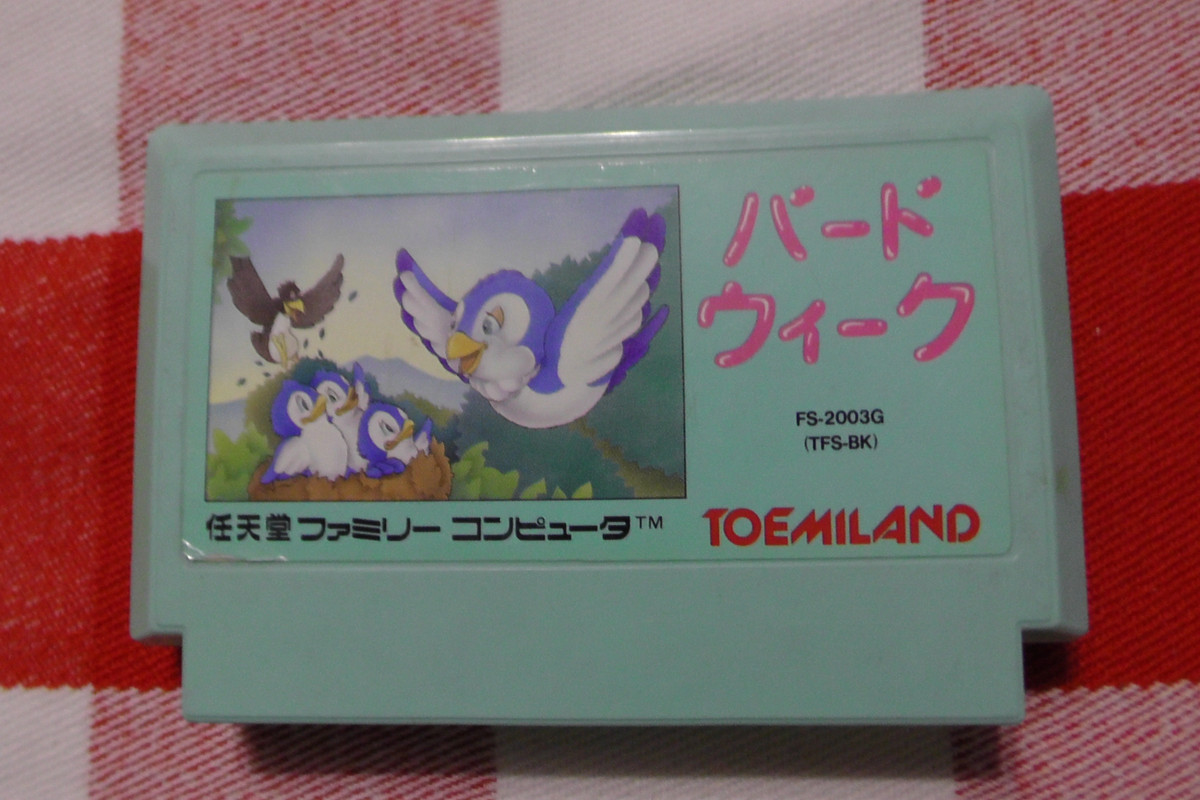 バード
ウィーク
FS-2003G
(TFS-BK)
任天堂 ファミリー コンピュータ™
TOEMILAND